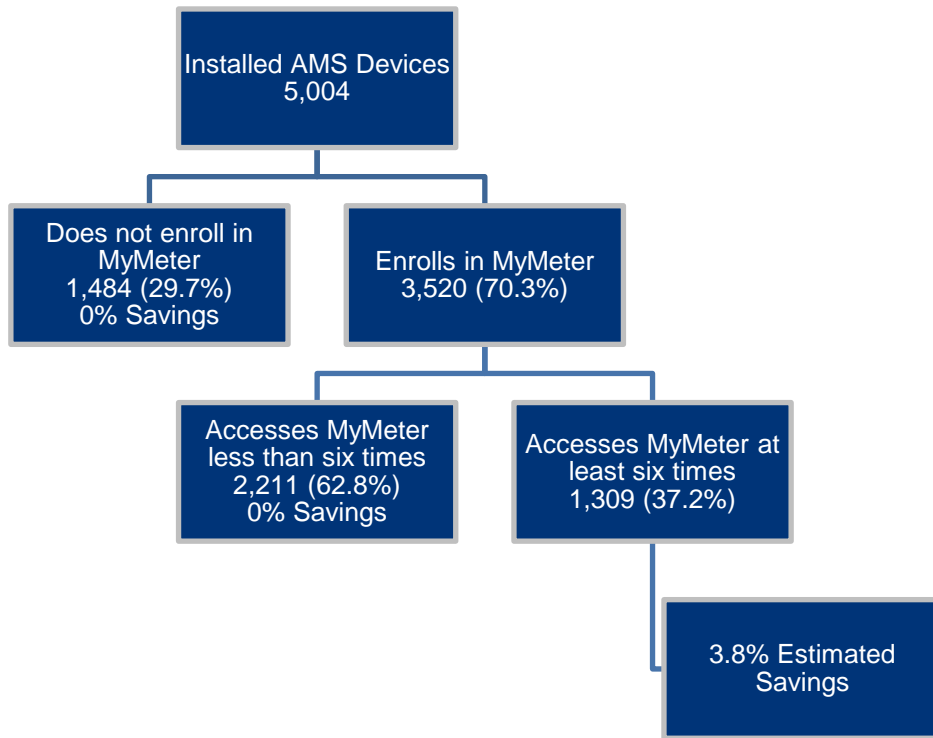 Installed AMS Devices
5,004
Does not enroll in
MyMeter
1,484 (29.7%)
0% Savings
Enrolls in MyMeter
3,520 (70.3%)
Accesses MyMeter
less than six times
2,211 (62.8%)
0% Savings
Accesses MyMeter at
least six times
1,309 (37.2%)
3.8% Estimated
Savings